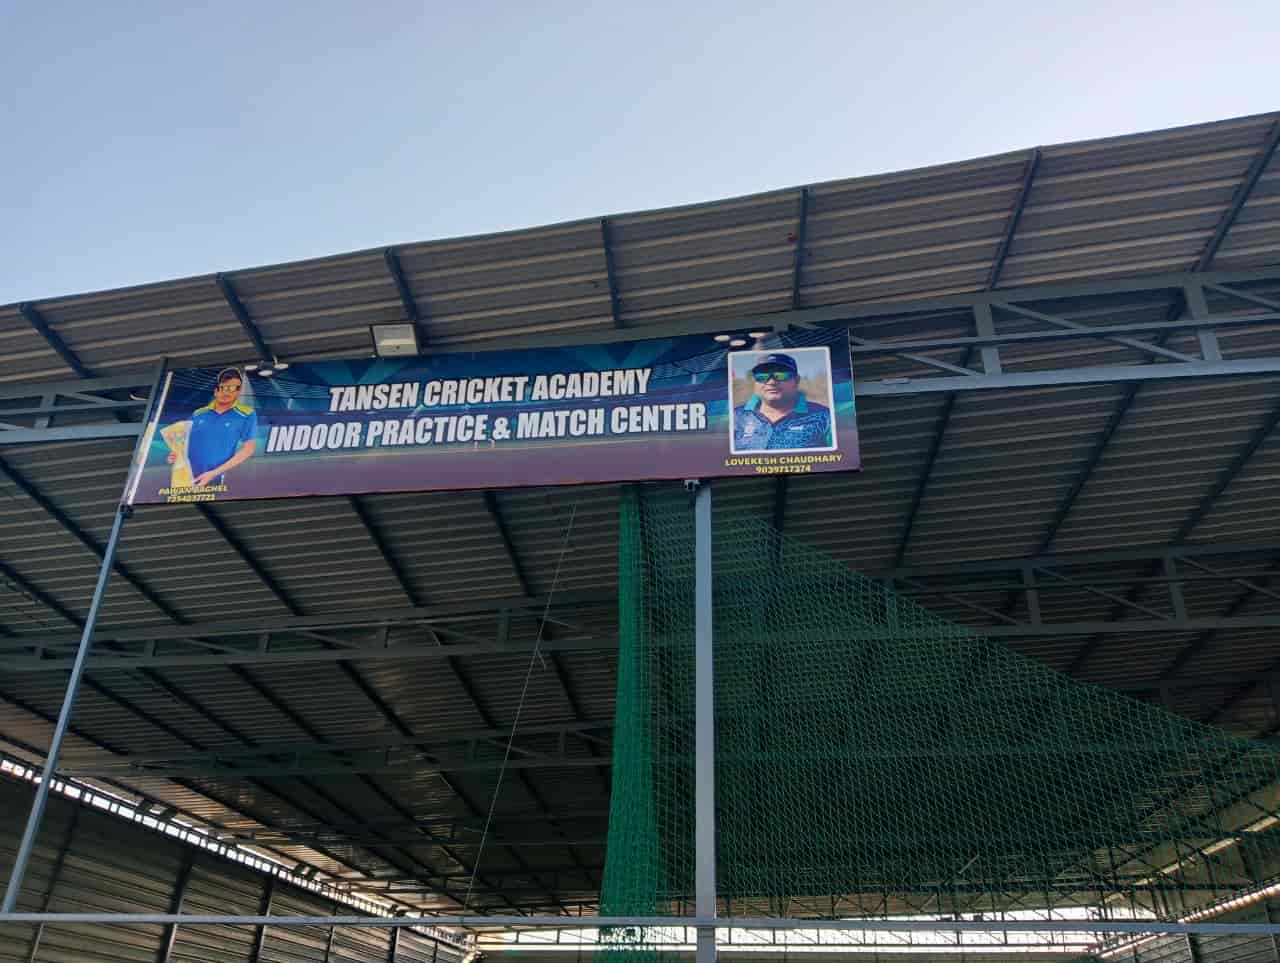 TANSEN CRICKET ACADEMY
INDOOR PRACTICE & MATCH CENTER
LOVEKESH CHAUDHARY
9039717374